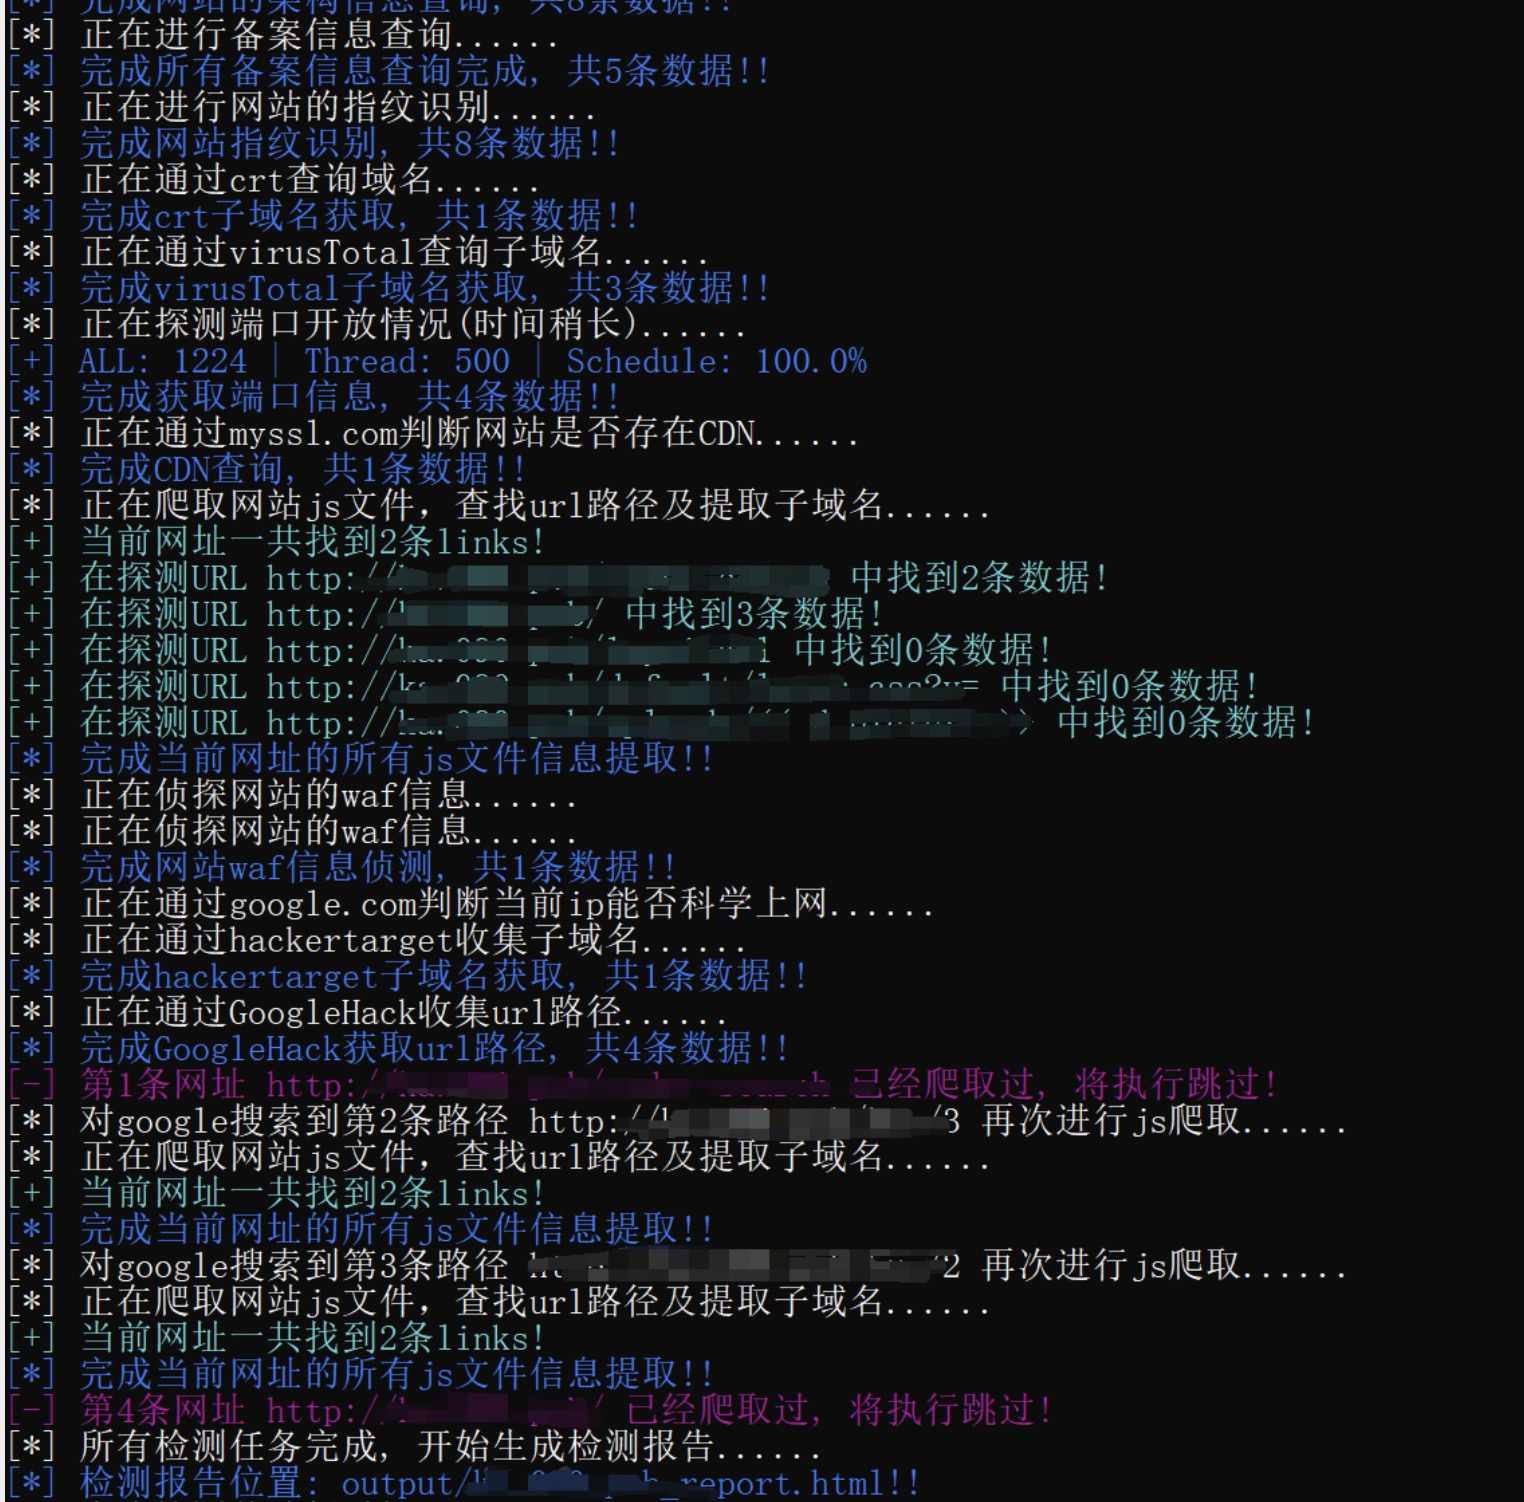 [*] 完成网站的架构信息查询, 共8条数据!!
[*] 正在进行备案信息查询......
[*] 完成所有备案信息查询完成, 共5条数据!!
[*] 正在进行网站的指纹识别......
[*] 完成网站指纹识别, 共8条数据!!
[*] 正在通过crt查询域名......
[*] 完成crt子域名获取, 共1条数据!!
[*] 正在通过virusTotal查询子域名......
[*] 完成virusTotal子域名获取, 共3条数据!!
[*] 正在探测端口开放情况(时间稍长)......
[+] ALL: 1224 | Thread: 500 | Schedule: 100.0%
[*] 完成获取端口信息, 共4条数据!!
[*] 正在通过myssl.com判断网站是否存在CDN......
[*] 完成CDN查询, 共1条数据!!
[*] 正在爬取网站js文件，查找url路径及提取子域名......
[+] 当前网址一共找到2条links!
[+] 在探测URL http:// 中找到2条数据!
[+] 在探测URL http:// / 中找到3条数据!
[+] 在探测URL http:// 中找到0条数据!
[+] 在探测URL http:// 中找到0条数据!
[+] 在探测URL http:// 中找到0条数据!
[*] 完成当前网址的所有js文件信息提取!!
[*] 正在侦探网站的waf信息......
[*] 正在侦探网站的waf信息......
[*] 完成网站waf信息侦测, 共1条数据!!
[*] 正在通过google.com判断当前ip能否科学上网......
[*] 正在通过hackertarget收集子域名......
[*] 完成hackertarget子域名获取, 共1条数据!!
[*] 正在通过GoogleHack收集url路径......
[*] 完成GoogleHack获取url路径, 共4条数据!!
[-] 第1条网址 http:/ 已经爬取过, 将执行跳过!
[*] 对google搜索到第2条路径 http:// /3 再次进行js爬取......
[*] 正在爬取网站js文件，查找url路径及提取子域名......
[+] 当前网址一共找到2条links!
[*] 完成当前网址的所有js文件信息提取!!
[*] 对google搜索到第3条路径 2 再次进行js爬取......
[*] 正在爬取网站js文件，查找url路径及提取子域名......
[+] 当前网址一共找到2条links!
[*] 完成当前网址的所有js文件信息提取!!
[-] 第4条网址 http:/ / 已经爬取过, 将执行跳过!
[*] 所有检测任务完成, 开始生成检测报告......
[*] 检测报告位置: output/ _report.html!!